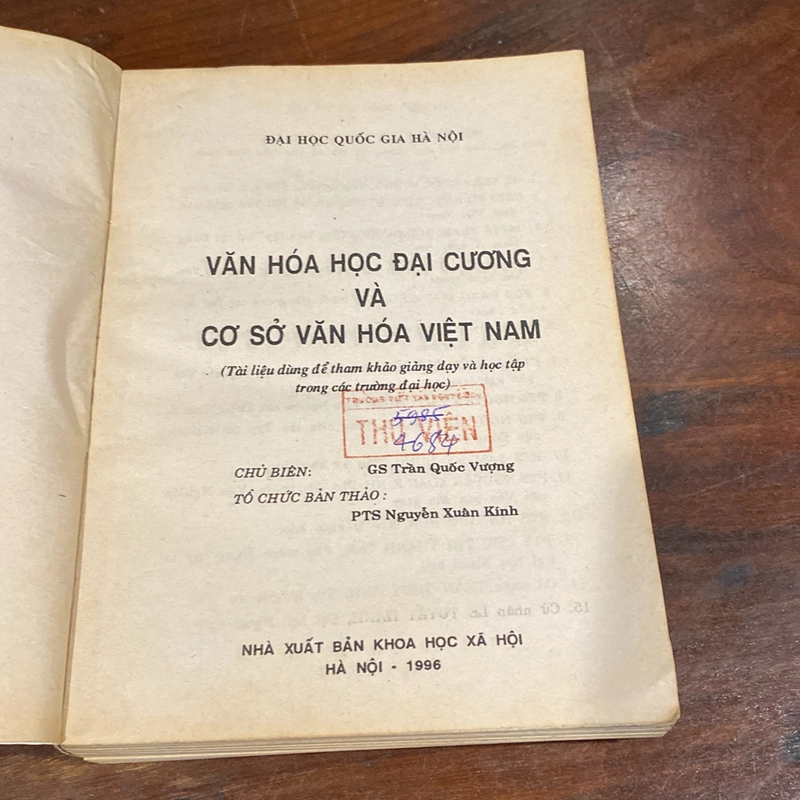 ĐẠI HỌC QUỐC GIA HÀ NỘI
VĂN HÓA HỌC ĐẠI CƯƠNG
VÀ
CƠ SỞ VĂN HÓA VIỆT NAM
(Tài liệu dùng để tham khảo giảng dạy và học tập
trong các trường đại học)
5985
THƯ VIỆN
4684
CHỦ BIÊN: GS Trần Quốc Vượng
TỔ CHỨC BẢN THẢO :
PTS Nguyễn Xuân Kính
NHÀ XUẤT BẢN KHOA HỌC XÃ HỘI
HÀ NỘI - 1996